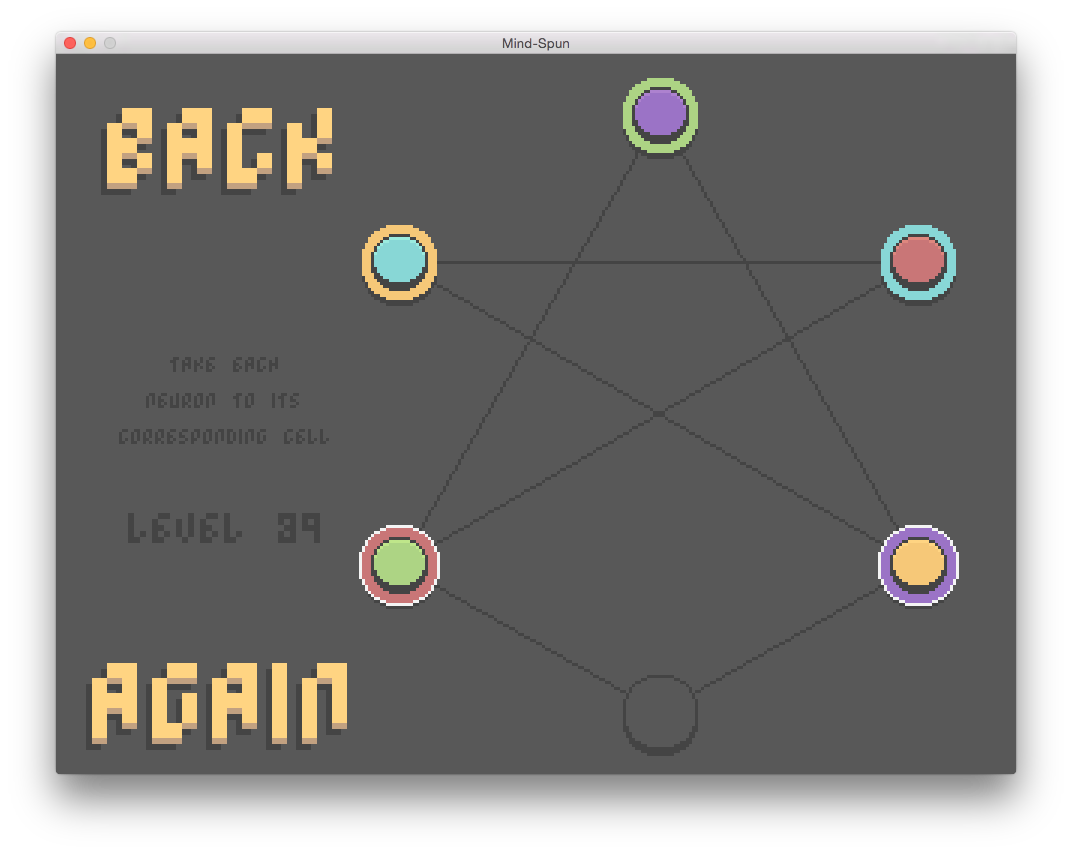 Mind-Spun
BACK
TAKE EACH
NEURON TO ITS
CORRESPONDING CELL
LEVEL 39
AGAIN